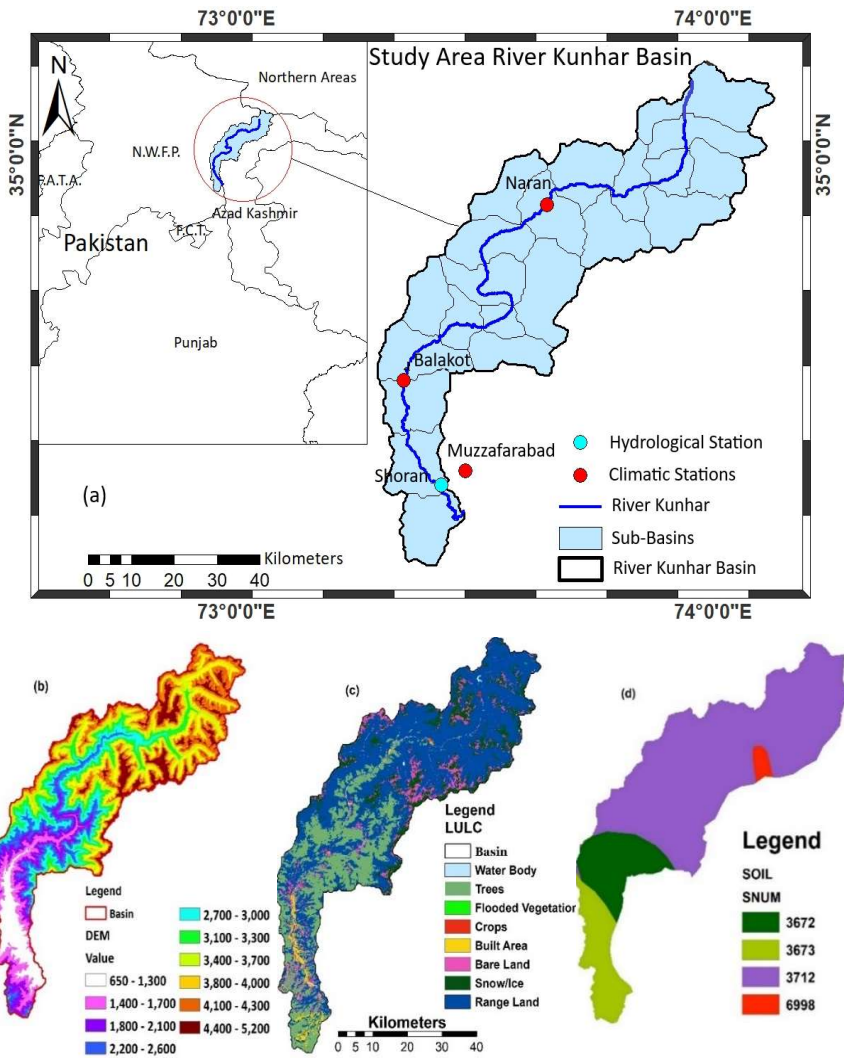 73°0'0"E
74°0'0"E
Study Area River Kunhar Basin
N
Northern Areas
35°0'0"N
35°0'0"N
N.W.F.P.
Naran
Azad Kashmir
F.C.T.
Pakistan
Punjab
Balakot
Muzzafarabad
Hydrological Station
Shoran
Climatic Stations
(a)
River Kunhar
Sub-Basins
Kilometers
River Kunhar Basin
0 5 10 20 30 40
73°0'0"E
74°0'0"E
(b)
Legend
Basin
DEM
Value
650 - 1,300
1,400 - 1,700
1,800 - 2,100
2,200 - 2,600
2,700 - 3,000
3,100 - 3,300
3,400 - 3,700
3,800 - 4,000
4,100 - 4,300
4,400 - 5,200
(c)
Legend
LULC
Basin
Water Body
Trees
Flooded Vegetation
Crops
Built Area
Bare Land
Snow/Ice
Range Land
Kilometers
0 5 10 20 30 40
(d)
Legend
SOIL
SNUM
3672
3673
3712
6998